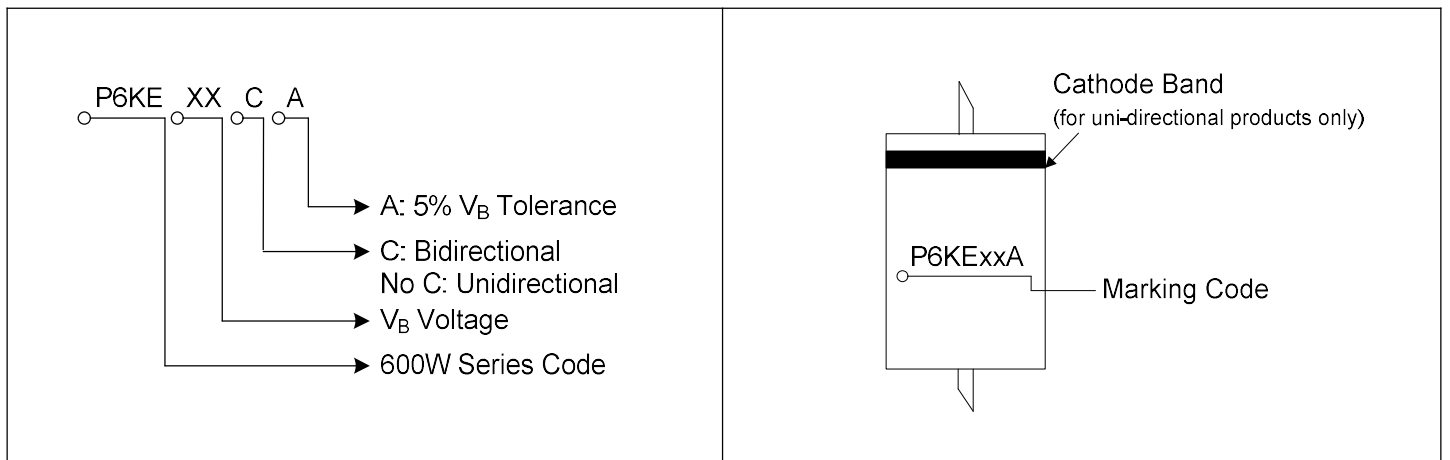 P6KE XX C A
A: 5% VB Tolerance
C: Bidirectional
No C: Unidirectional
VB Voltage
600W Series Code
Cathode Band
(for uni-directional products only)
P6KExxA
Marking Code